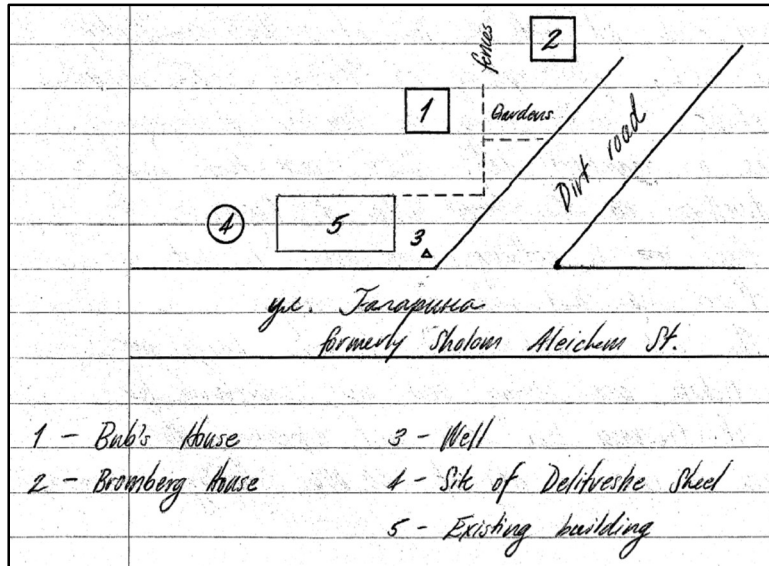 2
fences
1
Gardens
Dirt road
4
5
3
ул. Гагарина
formerly Sholom Aleichem St.
1 - Bub's House
3 - Well
2 - Bromberg House
4 - Site of Delitveshe Sheel
5 - Existing building